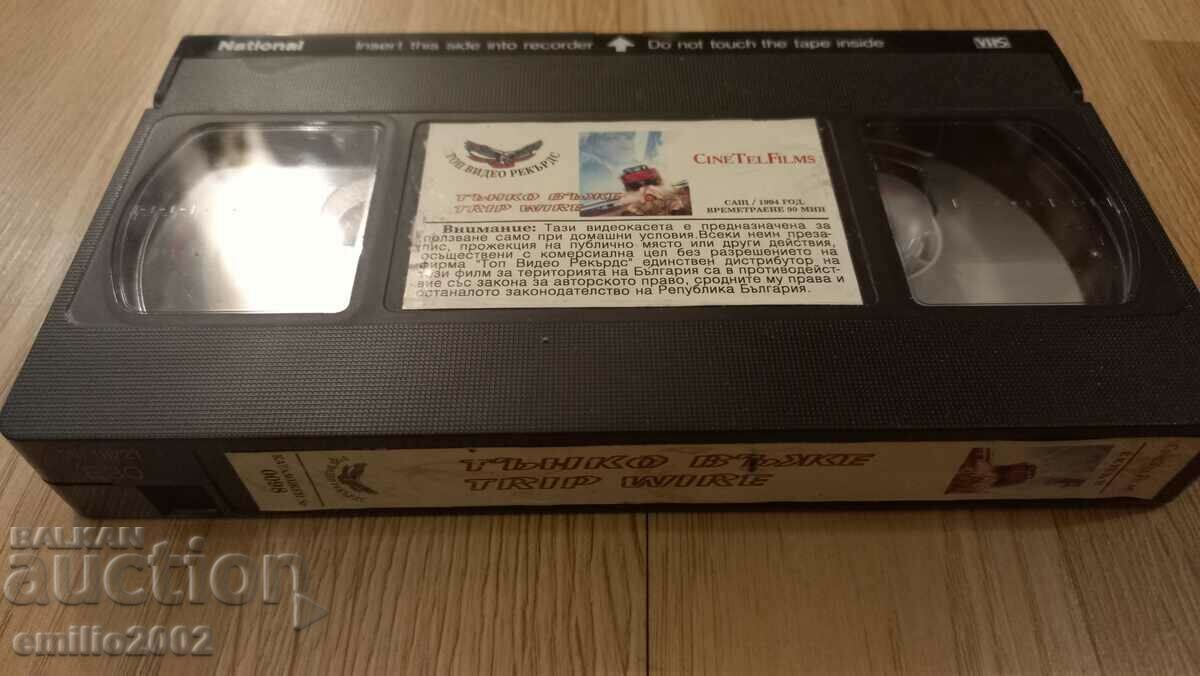 National Insert this side into recorder Do not touch the tape inside VHS
ТОП ВИДЕО РЕКЪРДС
CINETELFILMS
ТЪНКО ВЪЖЕ
TRIP WIRE
САЩ / 1994 ГОД.
ВРЕМЕТРАЕНЕ 90 МИН
Внимание: Тази видеокасета е предназначена за
ползване само при домашни условия.Всеки неин преза-
пис, прожекция на публично място или други действия,
осъществени с комерсиална цел без разрешението на
фирма "Топ Видео Рекърдс" единствен дистрибутор на
този филм за територията на България са в противодейст-
вие със закона за авторското право, сродните му права и
останалото законодателство на Република България.
ТЪНКО ВЪЖЕ
TRIP WIRE
0098
BALKAN
auction
emilio2002